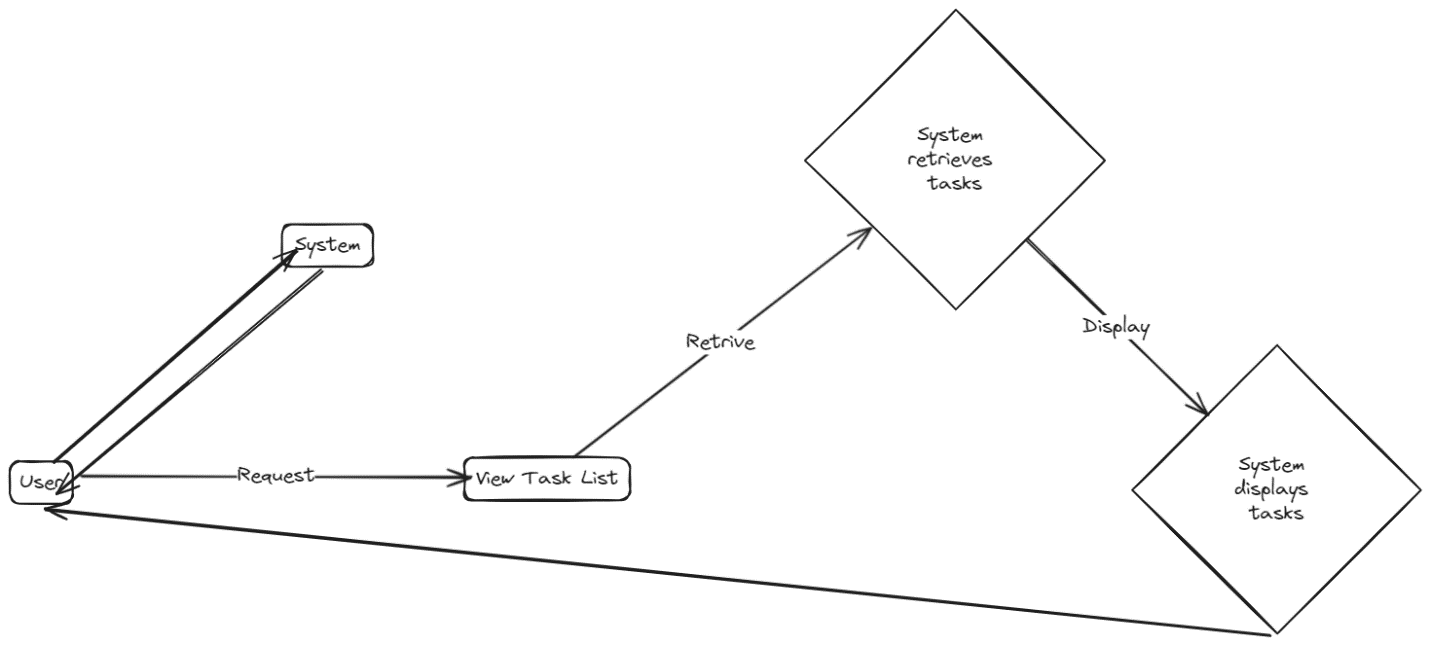 System
retrieves
tasks
System
Retrive
Display
User
Request
View Task List
System
displays
tasks